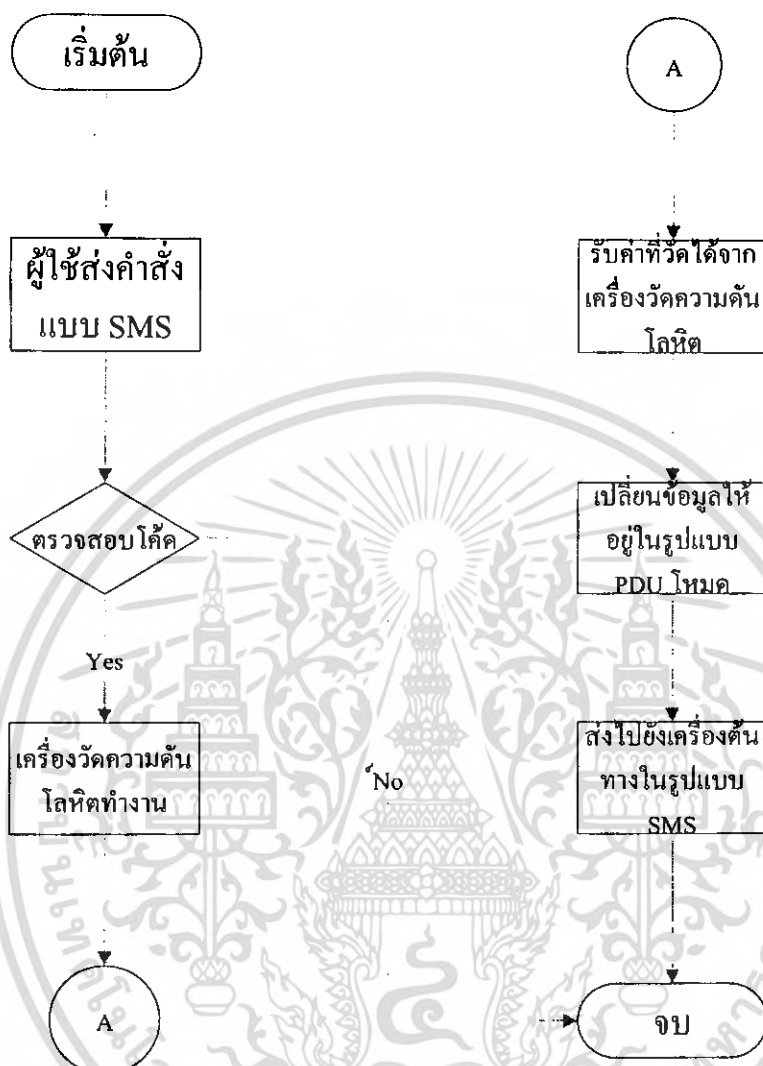 เริ่มต้น
ผู้ใช้ส่งคำสั่ง
แบบ SMS
ตรวจสอบโค้ด
Yes
เครื่องวัดความดัน
โลหิตทำงาน
A
No
A
รับค่าที่วัดได้จาก
เครื่องวัดความดัน
โลหิต
เปลี่ยนข้อมูลให้
อยู่ในรูปแบบ
PDU โหมด
ส่งไปยังเครื่องต้น
ทางในรูปแบบ
SMS
จบ